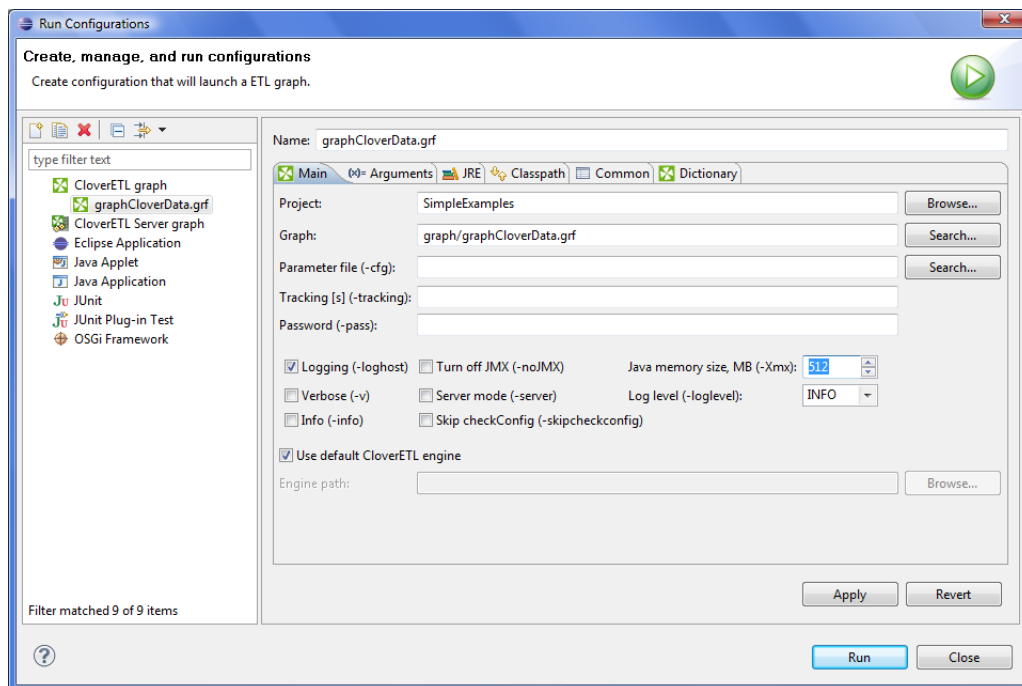 Run Configurations
Create, manage, and run configurations
Create configuration that will launch a ETL graph.
type filter text
CloverETL graph
graphCloverData.grf
CloverETL Server graph
Eclipse Application
Java Applet
Java Application
Ju JUnit
JUnit Plug-in Test
OSGi Framework
Filter matched 9 of 9 items
Name: graphCloverData.grf
Main (x)= Arguments JRE Classpath Common Dictionary
Project: SimpleExamples Browse...
Graph: graph/graphCloverData.grf Search...
Parameter file (-cfg): Search...
Tracking [s] (-tracking):
Password (-pass):
Logging (-loghost) Turn off JMX (-noJMX) Java memory size, MB (-Xmx): 512
Verbose (-v) Server mode (-server) Log level (-loglevel): INFO
Info (-info) Skip checkConfig (-skipcheckconfig)
Use default CloverETL engine
Engine path: Browse...
Apply Revert
? Run Close